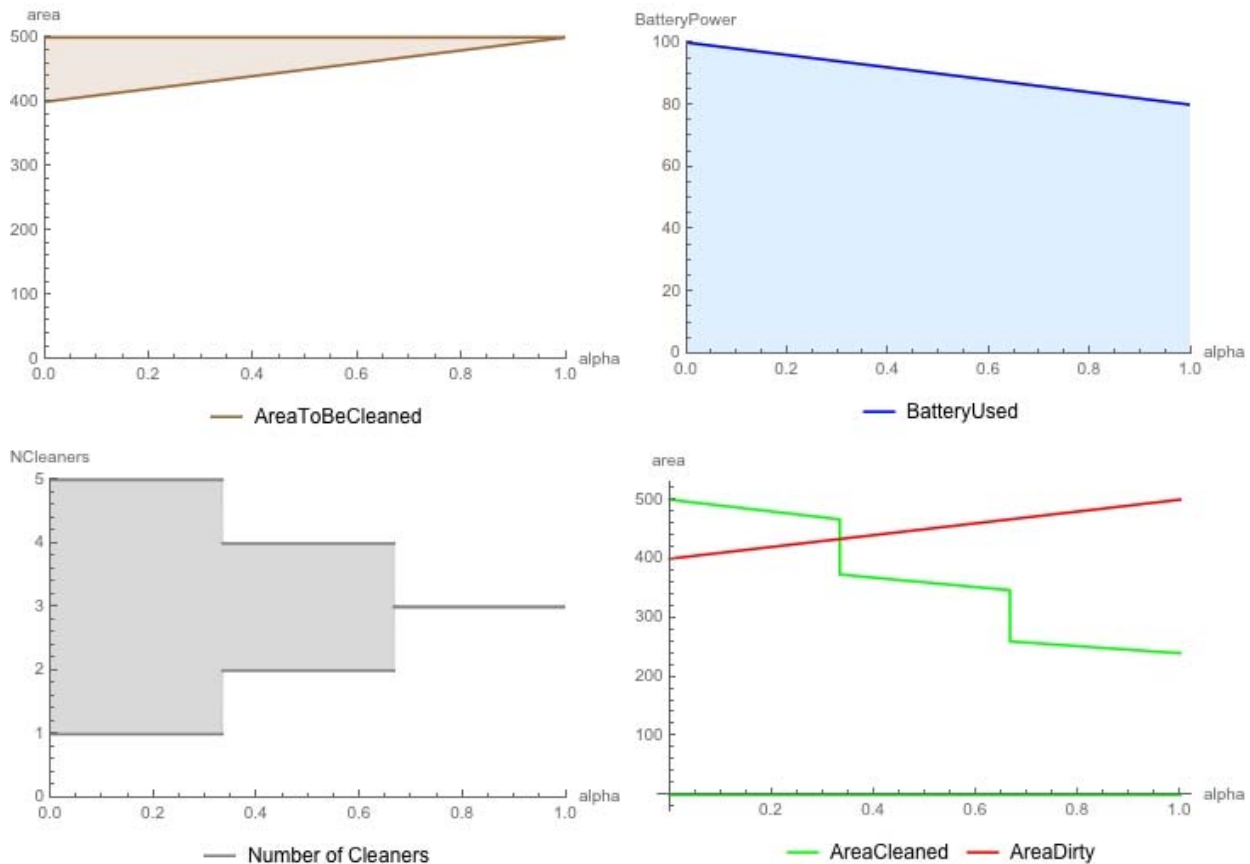 area
500
400
300
200
100
0
0.0 0.2 0.4 0.6 0.8 1.0 alpha
AreaToBeCleaned
BatteryPower
100
80
60
40
20
0
0.0 0.2 0.4 0.6 0.8 1.0 alpha
BatteryUsed
NCleaners
5
4
3
2
1
0
0.0 0.2 0.4 0.6 0.8 1.0 alpha
Number of Cleaners
area
500
400
300
200
100
0.2 0.4 0.6 0.8 1.0 alpha
AreaCleaned AreaDirty